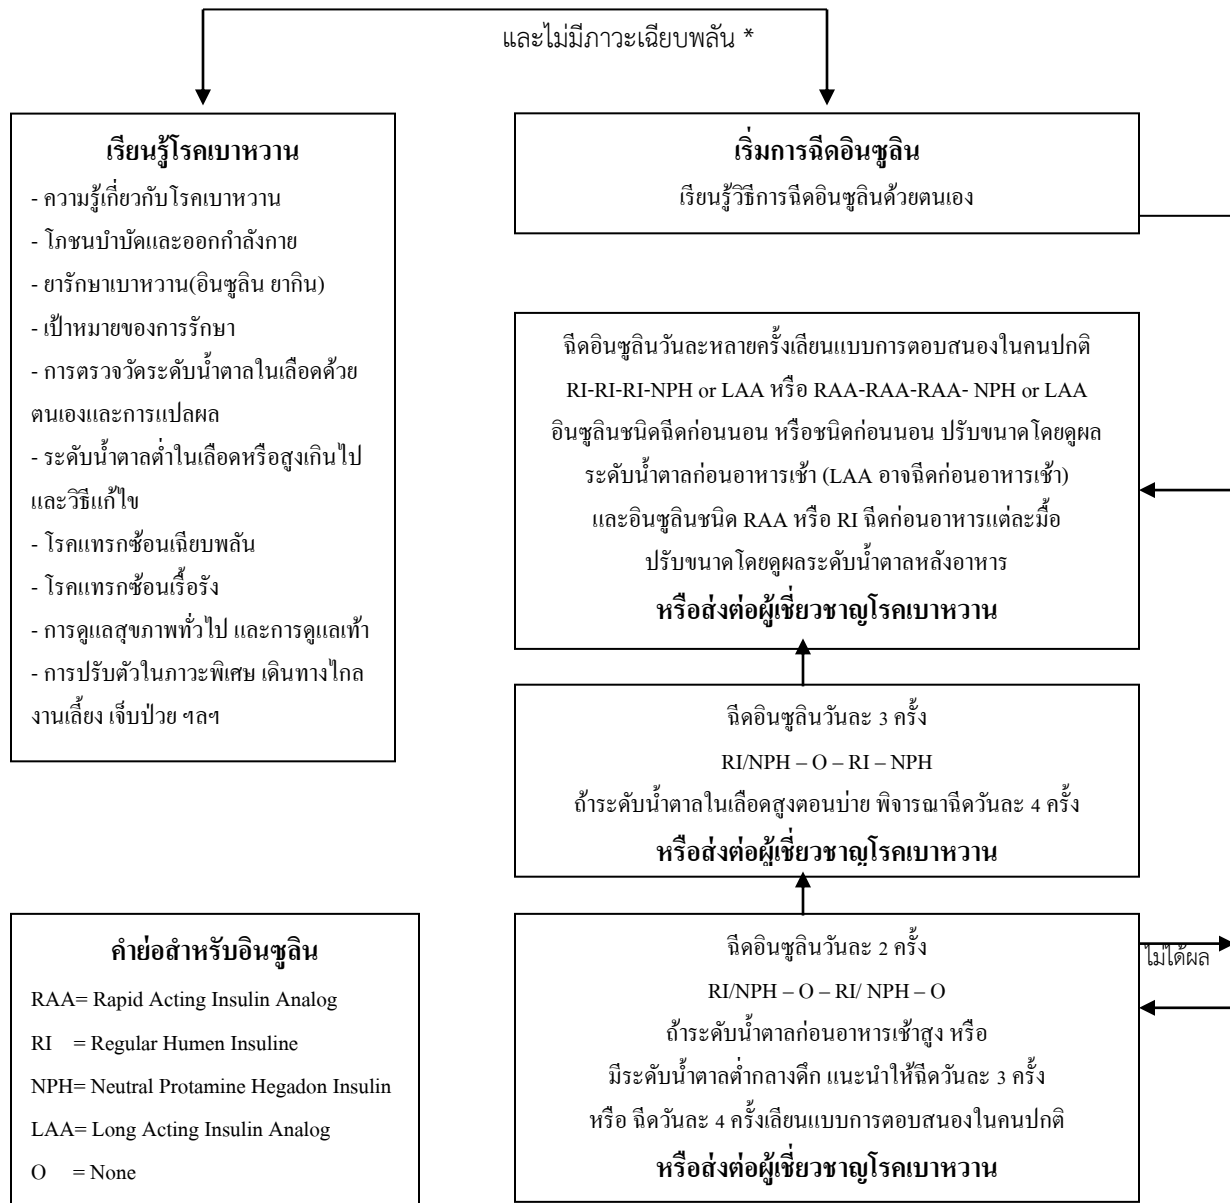 และไม่มีภาวะเฉียบพลัน *
เรียนรู้โรคเบาหวาน
- ความรู้เกี่ยวกับโรคเบาหวาน
- โภชนบำบัดและออกกำลังกาย
- ยารักษาเบาหวาน(อินซูลิน ยากิน)
- เป้าหมายของการรักษา
- การตรวจวัดระดับน้ำตาลในเลือดด้วย
ตนเองและการแปลผล
- ระดับน้ำตาลต่ำในเลือดหรือสูงเกินไป
และวิธีแก้ไข
- โรคแทรกซ้อนเฉียบพลัน
- โรคแทรกซ้อนเรื้อรัง
- การดูแลสุขภาพทั่วไป และการดูแลเท้า
- การปรับตัวในภาวะพิเศษ เดินทางไกล
งานเลี้ยง เจ็บป่วย ฯลฯ
เริ่มการฉีดอินซูลิน
เรียนรู้วิธีการฉีดอินซูลินด้วยตนเอง
ฉีดอินซูลินวันละหลายครั้งเลียนแบบการตอบสนองในคนปกติ
RI-RI-RI-NPH or LAA หรือ RAA-RAA-RAA- NPH or LAA
อินซูลินชนิดฉีดก่อนนอน หรือชนิดก่อนนอน ปรับขนาดโดยดูผล
ระดับน้ำตาลก่อนอาหารเช้า (LAA อาจฉีดก่อนอาหารเช้า)
และอินซูลินชนิด RAA หรือ RI ฉีดก่อนอาหารแต่ละมื้อ
ปรับขนาดโดยดูผลระดับน้ำตาลหลังอาหาร
หรือส่งต่อผู้เชี่ยวชาญโรคเบาหวาน
ฉีดอินซูลินวันละ 3 ครั้ง
RI/NPH – O – RI – NPH
ถ้าระดับน้ำตาลในเลือดสูงตอนบ่าย พิจารณาฉีดวันละ 4 ครั้ง
หรือส่งต่อผู้เชี่ยวชาญโรคเบาหวาน
คำย่อสำหรับอินซูลิน
RAA= Rapid Acting Insulin Analog
RI = Regular Humen Insuline
NPH= Neutral Protamine Hegadon Insulin
LAA= Long Acting Insulin Analog
O = None
ฉีดอินซูลินวันละ 2 ครั้ง
RI/NPH – O – RI/ NPH – O
ถ้าระดับน้ำตาลก่อนอาหารเช้าสูง หรือ
มีระดับน้ำตาลต่ำกลางดึก แนะนำให้ฉีดวันละ 3 ครั้ง
หรือ ฉีดวันละ 4 ครั้งเลียนแบบการตอบสนองในคนปกติ
หรือส่งต่อผู้เชี่ยวชาญโรคเบาหวาน
ไม่ได้ผล